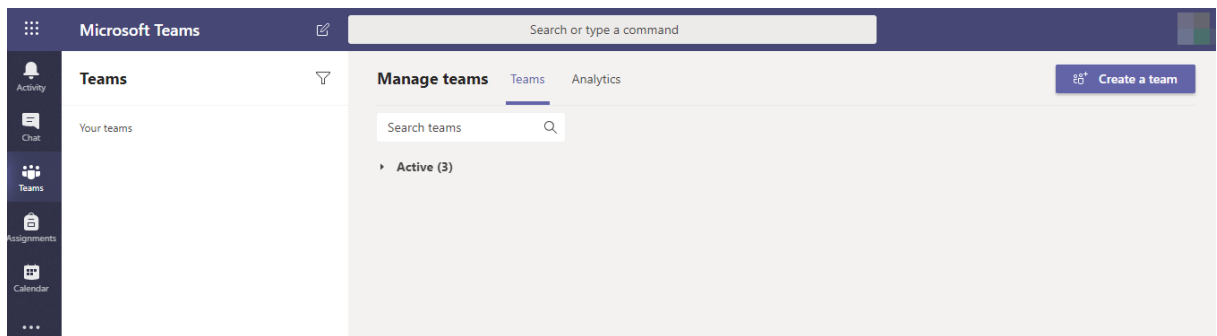 Microsoft Teams
Search or type a command
Activity
Chat
Teams
Assignments
Calendar
Teams
Your teams
Manage teams
Teams
Analytics
Create a team
Search teams
Active (3)